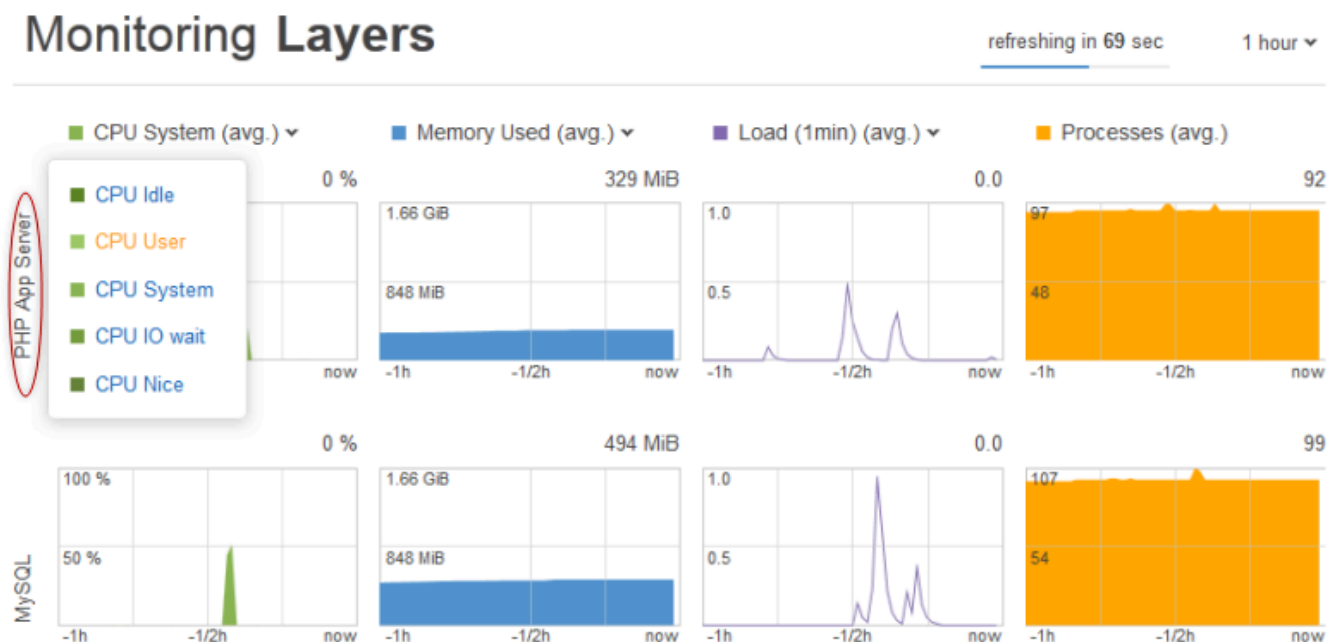 Monitoring Layers
refreshing in 69 sec
1 hour
CPU System (avg.)
Memory Used (avg.)
Load (1min) (avg.)
Processes (avg.)
PHP App Server
CPU Idle
CPU User
CPU System
CPU IO wait
CPU Nice
0 %
now
329 MiB
1.66 GiB
848 MiB
-1h -1/2h now
0.0
1.0
0.5
-1h -1/2h now
92
97
48
-1h -1/2h now
MySQL
0 %
100 %
50 %
-1h -1/2h now
494 MiB
1.66 GiB
848 MiB
-1h -1/2h now
0.0
1.0
0.5
-1h -1/2h now
99
107
54
-1h -1/2h now